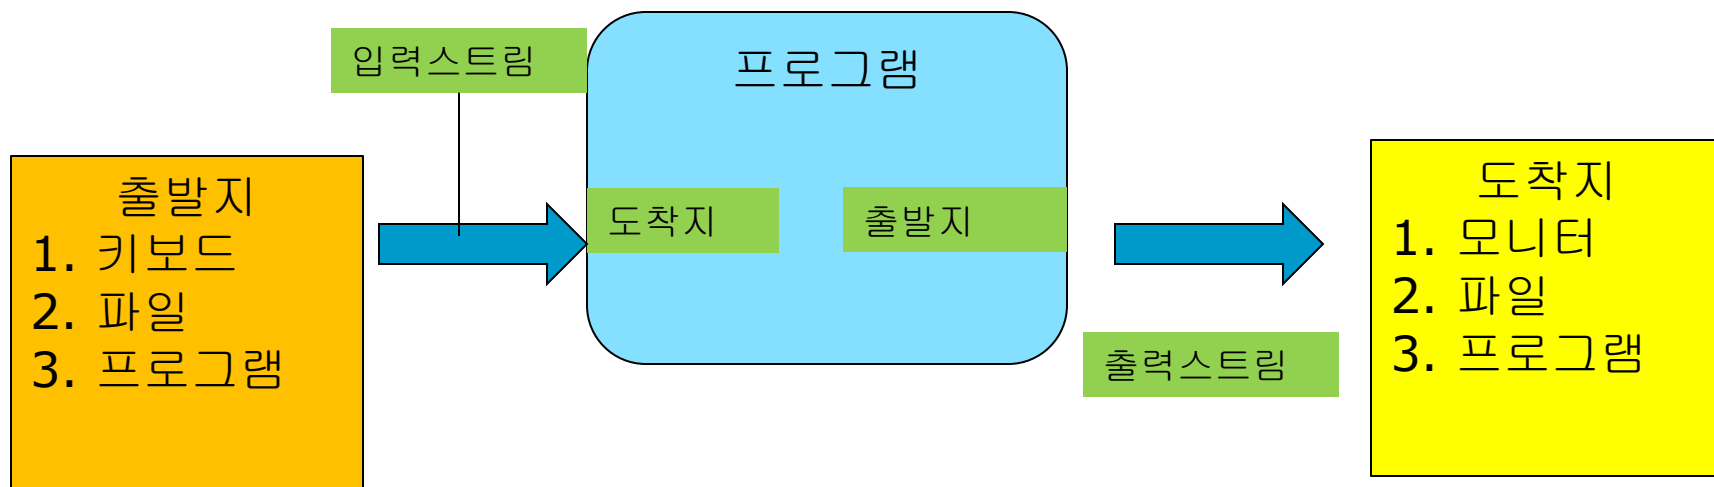 입력스트림
프로그램
출발지
1. 키보드
2. 파일
3. 프로그램
도착지
출발지
출력스트림
도착지
1. 모니터
2. 파일
3. 프로그램